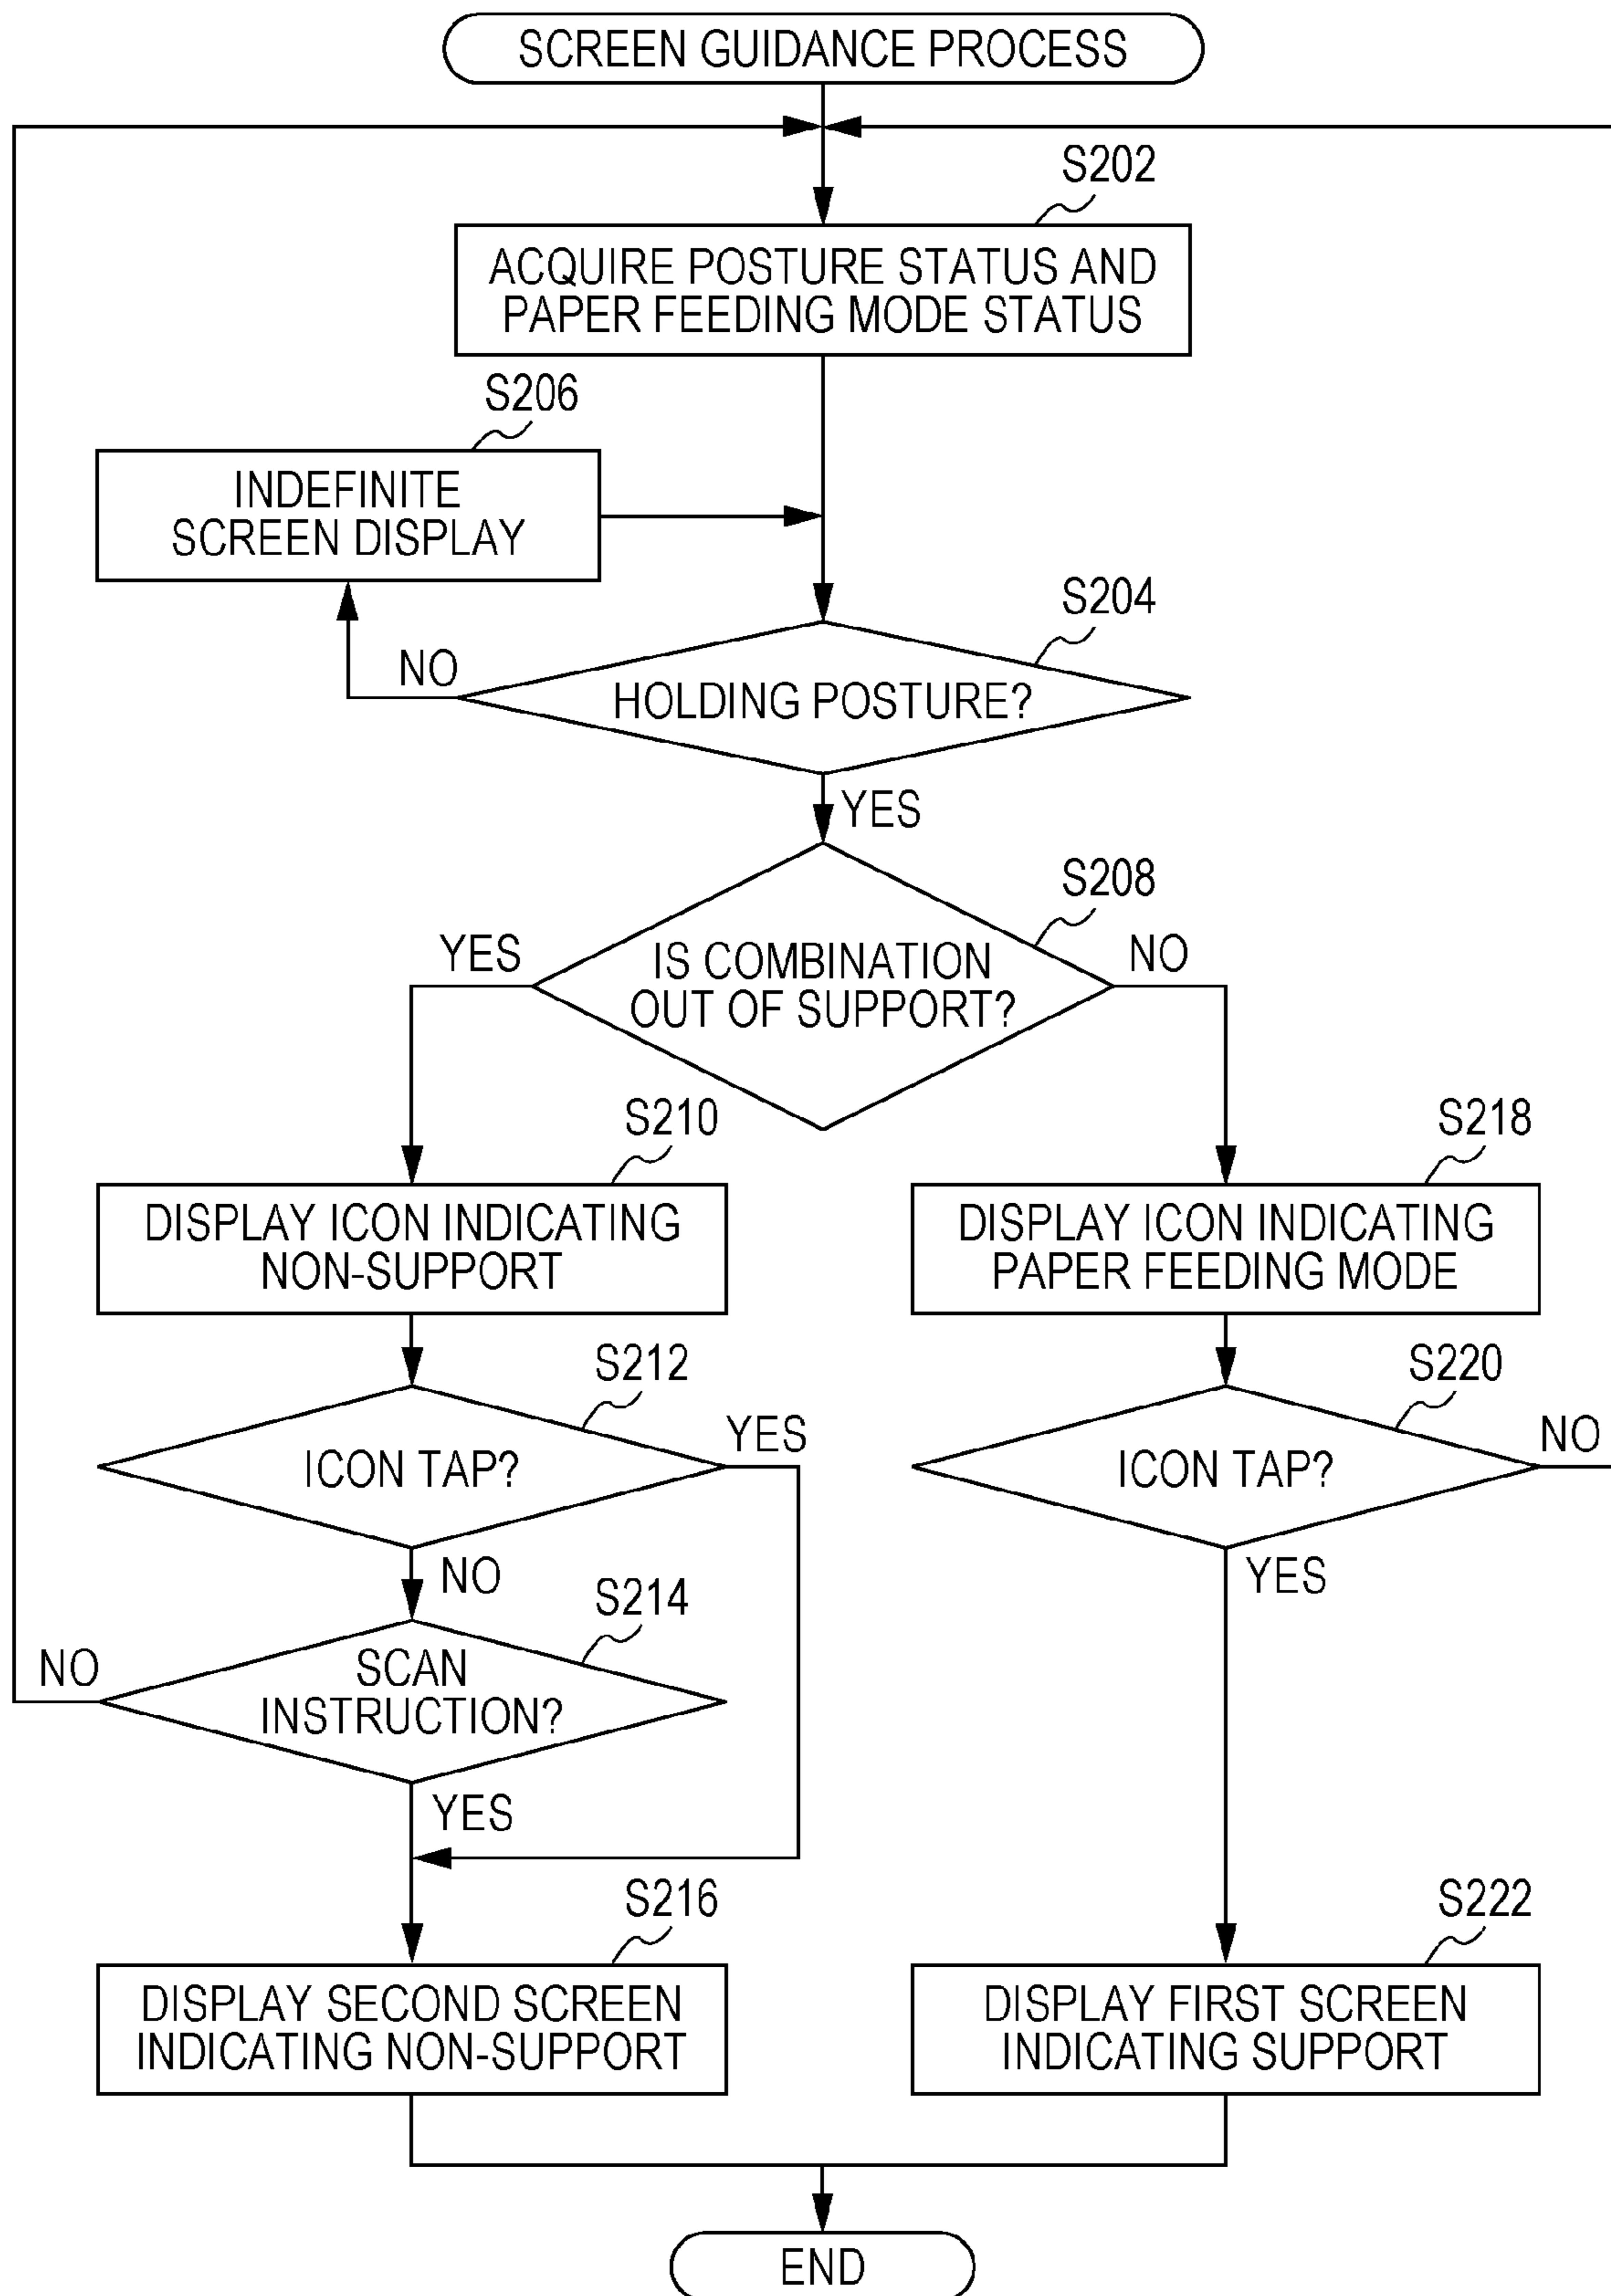 SCREEN GUIDANCE PROCESS
S202
ACQUIRE POSTURE STATUS AND
PAPER FEEDING MODE STATUS
S206
INDEFINITE
SCREEN DISPLAY
S204
NO
HOLDING POSTURE?
YES
S208
YES
IS COMBINATION
OUT OF SUPPORT?
NO
S210
DISPLAY ICON INDICATING
NON-SUPPORT
S218
DISPLAY ICON INDICATING
PAPER FEEDING MODE
S212
ICON TAP?
YES
S220
ICON TAP?
NO
NO
YES
S214
NO
SCAN
INSTRUCTION?
YES
S216
DISPLAY SECOND SCREEN
INDICATING NON-SUPPORT
S222
DISPLAY FIRST SCREEN
INDICATING SUPPORT
END